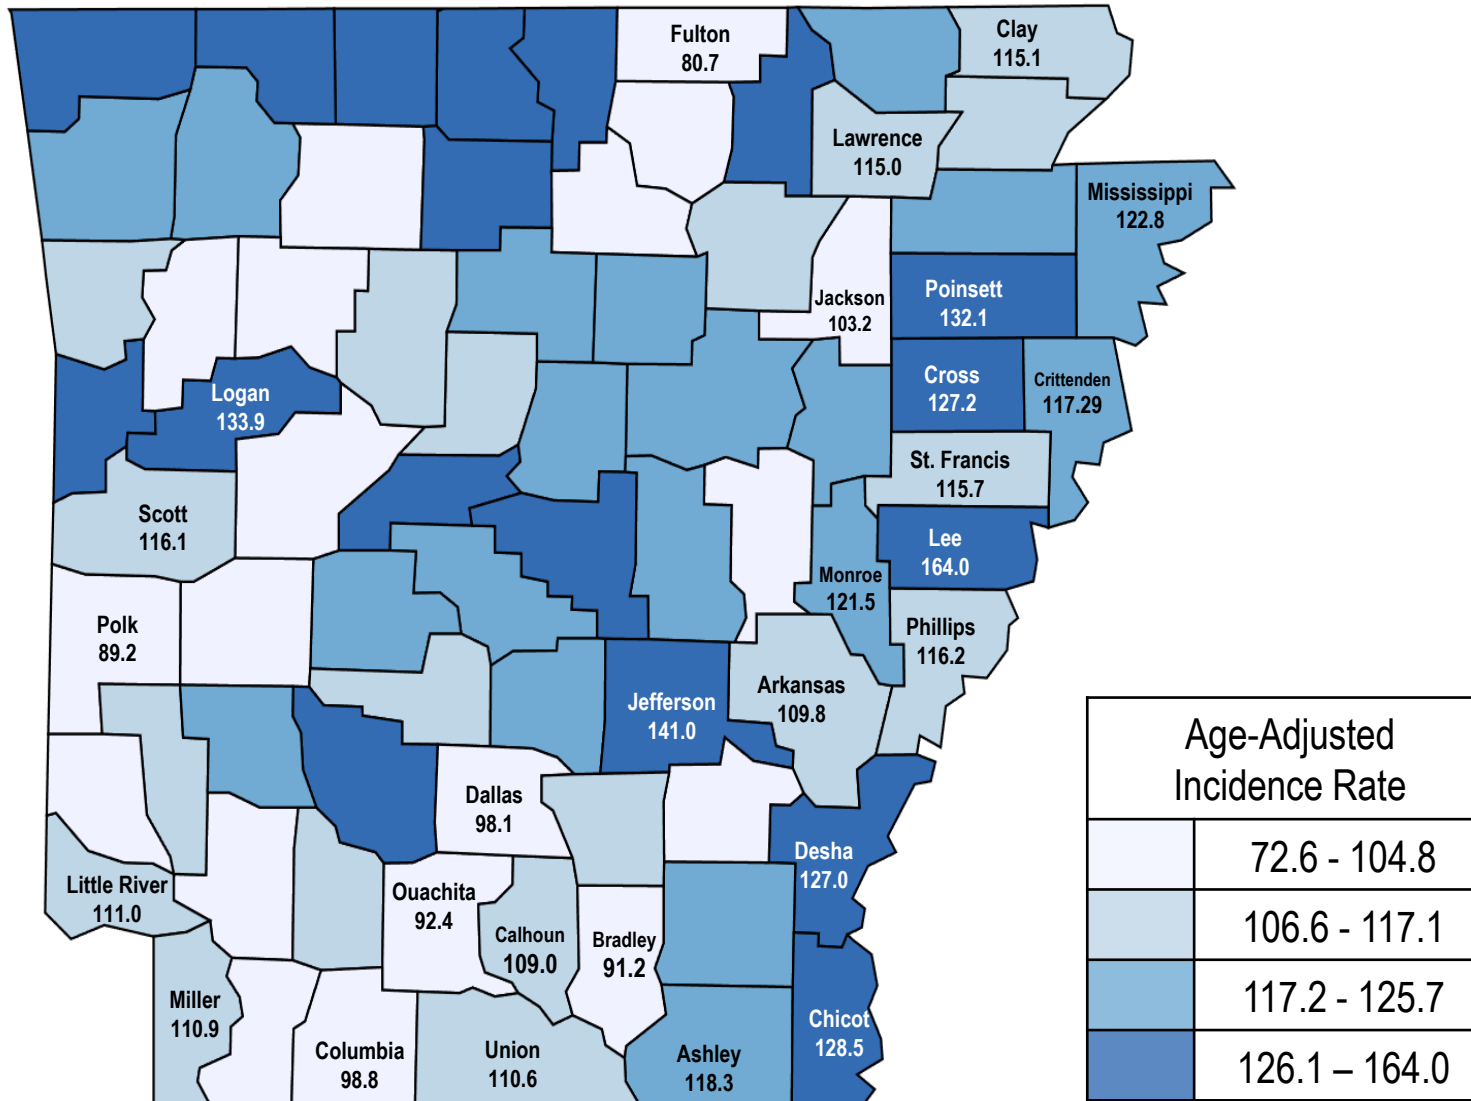 Fulton
80.7
Clay
115.1
Lawrence
115.0
Mississippi
122.8
Jackson
103.2
Poinsett
132.1
Logan
133.9
Cross
127.2
Crittenden
117.29
St. Francis
115.7
Scott
116.1
Lee
164.0
Monroe
121.5
Polk
89.2
Phillips
116.2
Jefferson
141.0
Arkansas
109.8
Dallas
98.1
Desha
127.0
Little River
111.0
Ouachita
92.4
Calhoun
109.0
Bradley
91.2
Miller
110.9
Columbia
98.8
Union
110.6
Ashley
118.3
Chicot
128.5
Age-Adjusted
Incidence Rate
72.6 - 104.8
106.6 - 117.1
117.2 - 125.7
126.1 – 164.0